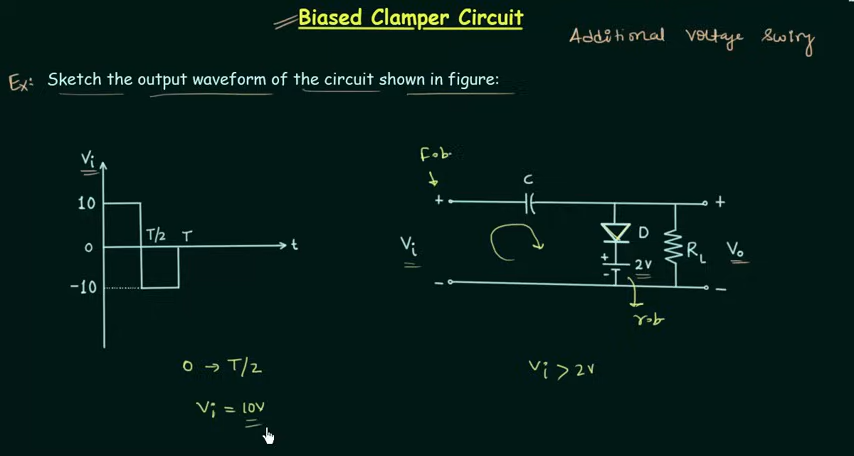 Biased Clamper Circuit
Additional Voltage Swing
Ex: Sketch the output waveform of the circuit shown in figure:
Vi
10
0
-10
T/2
T
t
F.b.
+
C
+
Vi
D
+
2V
-
RL
Vo
-
-
r.b
0 → T/2
Vi = 10V
Vi > 2V